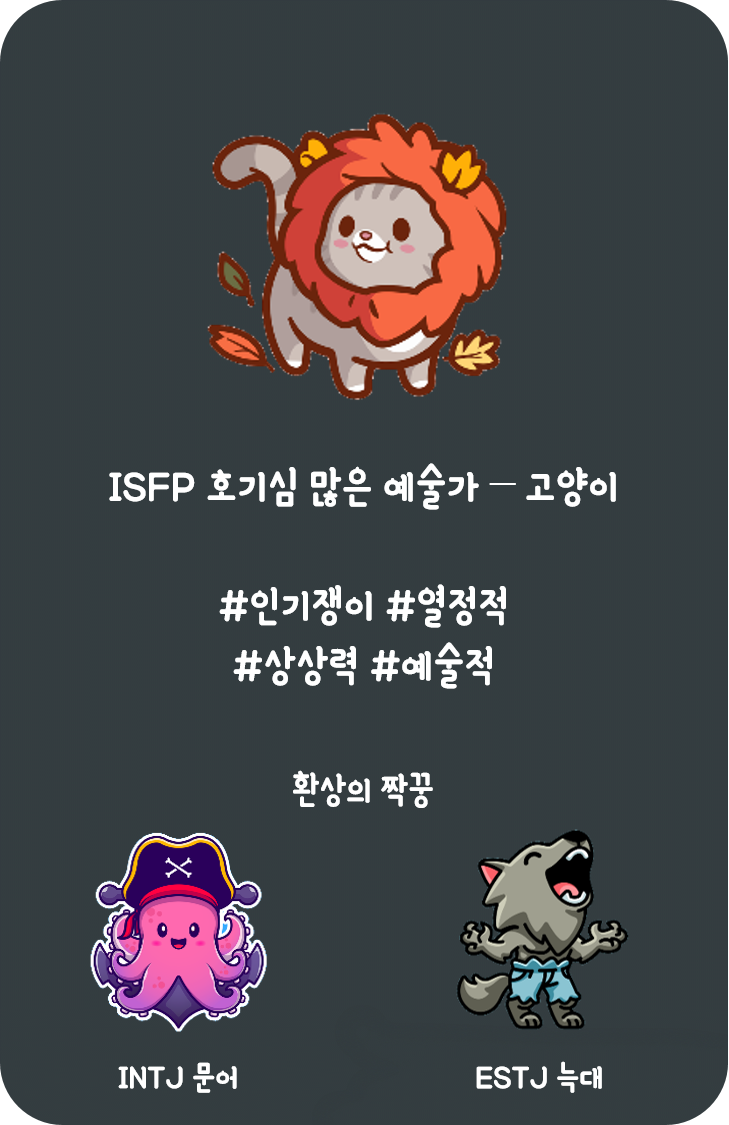 ISFP 호기심 많은 예술가 – 고양이
#인기쟁이 #열정적
#상상력 #예술적
환상의 짝꿍
INTJ 문어
ESTJ 늑대